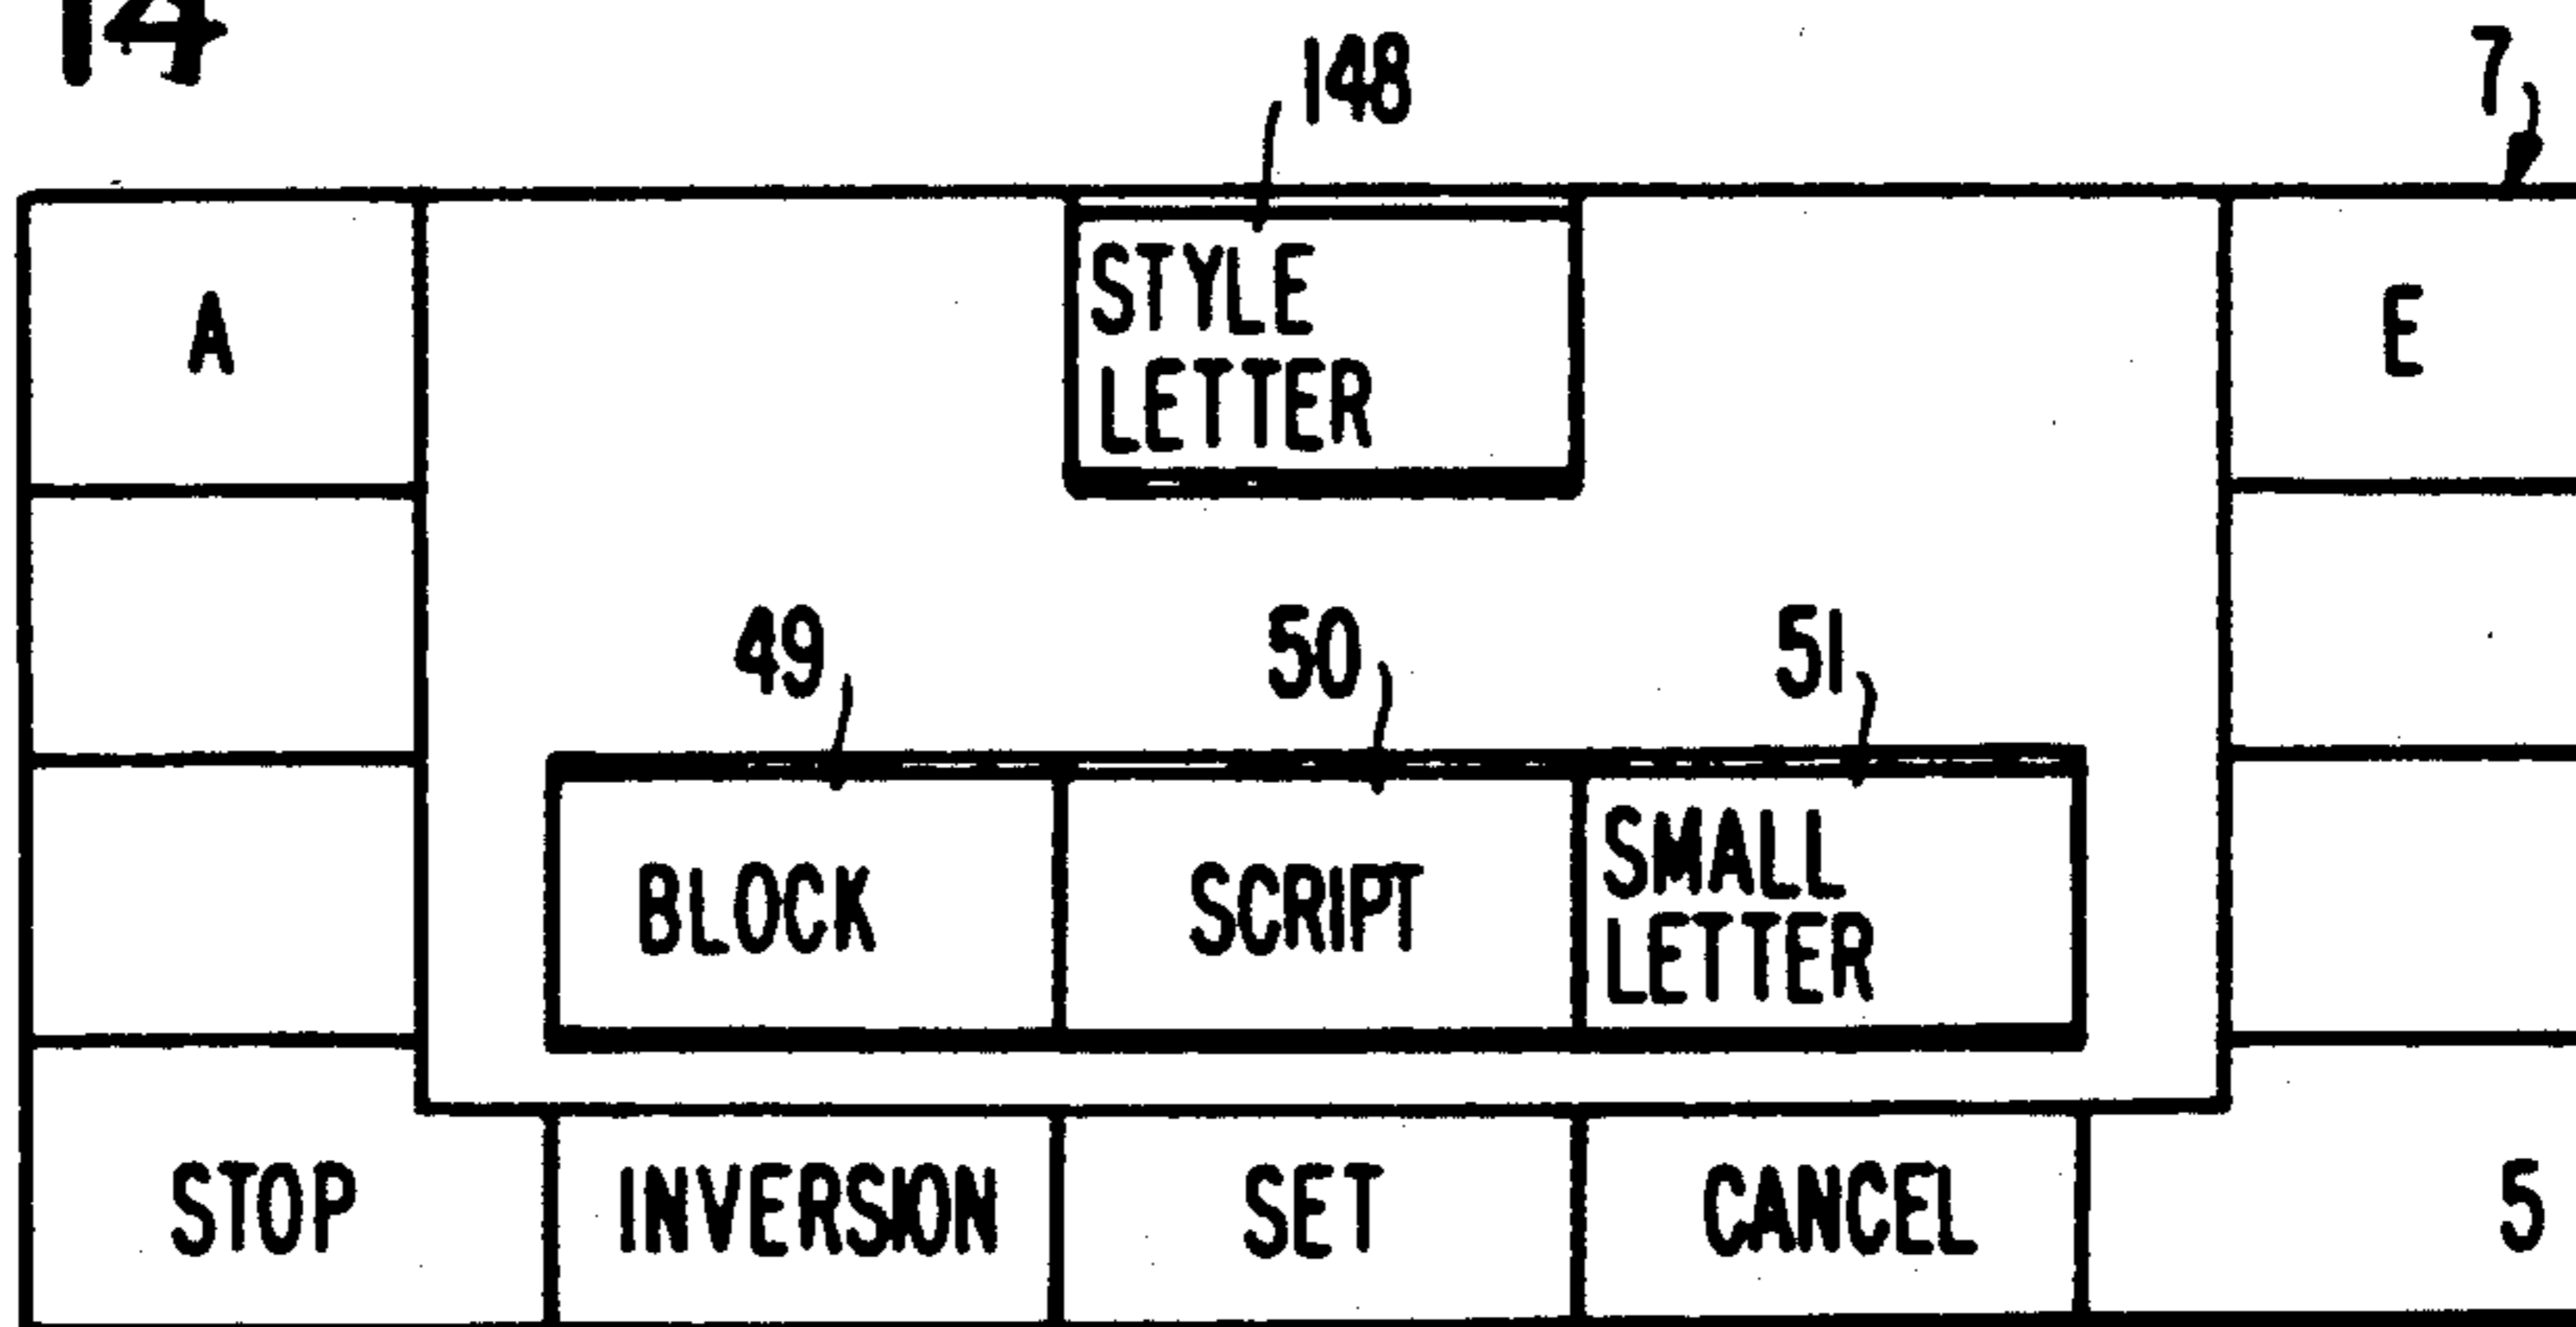 14
148
7
STYLE
LETTER
A
E
49
50
51
BLOCK
SCRIPT
SMALL
LETTER
STOP
INVERSION
SET
CANCEL
5